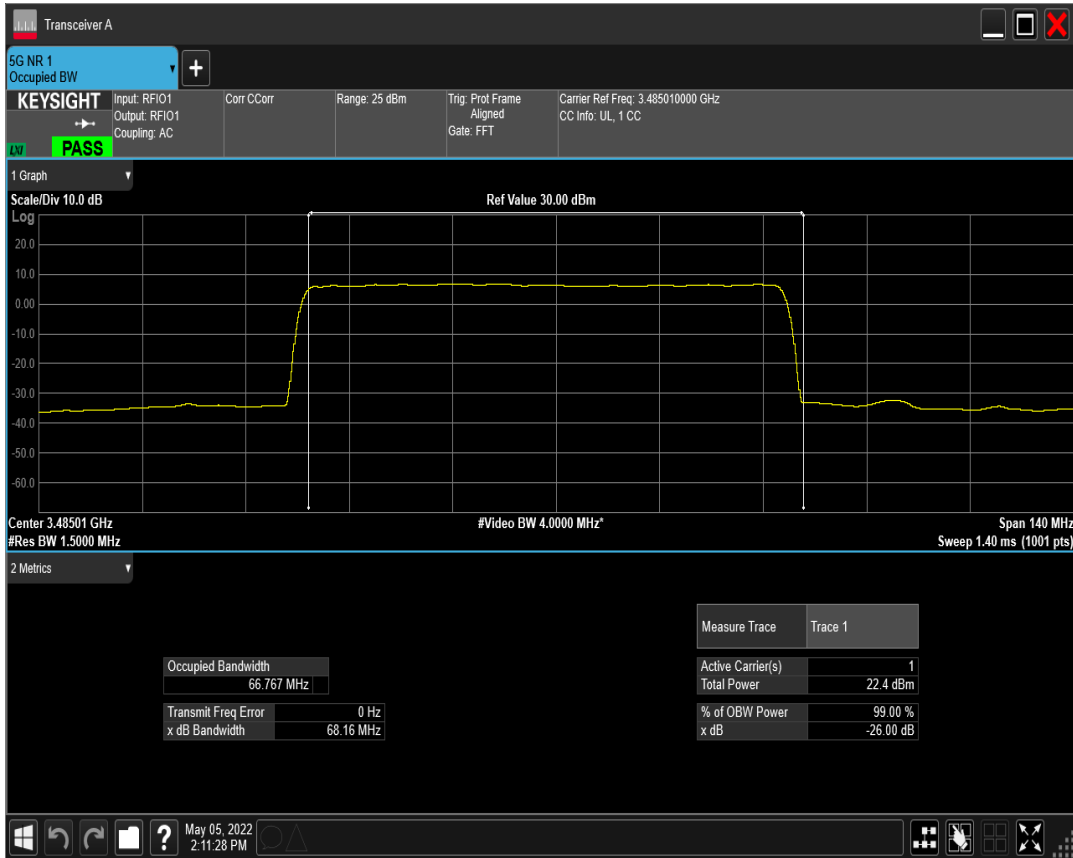 Transceiver A
5G NR 1
Occupied BW
KEYSIGHT
LXI
PASS
Input: RFIO1
Output: RFIO1
Coupling: AC
Corr CCorr
Range: 25 dBm
Trig: Prot Frame
Aligned
Gate: FFT
Carrier Ref Freq: 3.485010000 GHz
CC Info: UL, 1 CC
1 Graph
Scale/Div 10.0 dB
Ref Value 30.00 dBm
Log
20.0
10.0
0.00
-10.0
-20.0
-30.0
-40.0
-50.0
-60.0
Center 3.48501 GHz
#Video BW 4.0000 MHz*
Span 140 MHz
#Res BW 1.5000 MHz
Sweep 1.40 ms (1001 pts)
2 Metrics
Measure Trace Trace 1
Occupied Bandwidth
66.767 MHz
Active Carrier(s) 1
Total Power 22.4 dBm
Transmit Freq Error 0 Hz
x dB Bandwidth 68.16 MHz
% of OBW Power 99.00 %
x dB -26.00 dB
?
May 05, 2022
2:11:28 PM